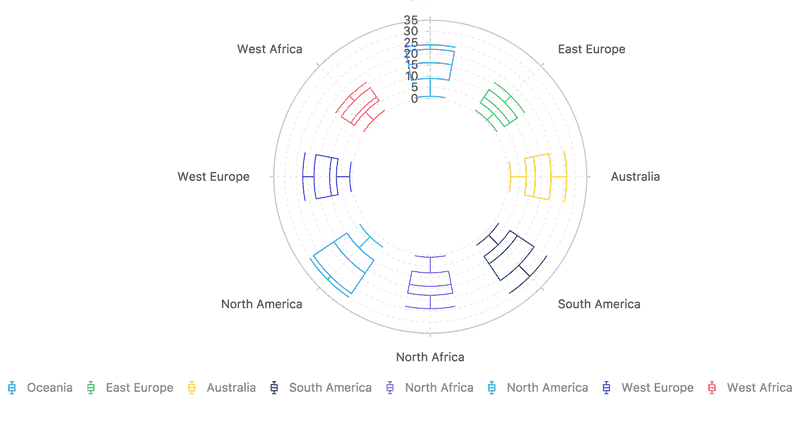 35
30
25
20
15
10
5
0
West Africa
East Europe
West Europe
Australia
North America
South America
North Africa
Oceania East Europe Australia South America North Africa North America West Europe West Africa